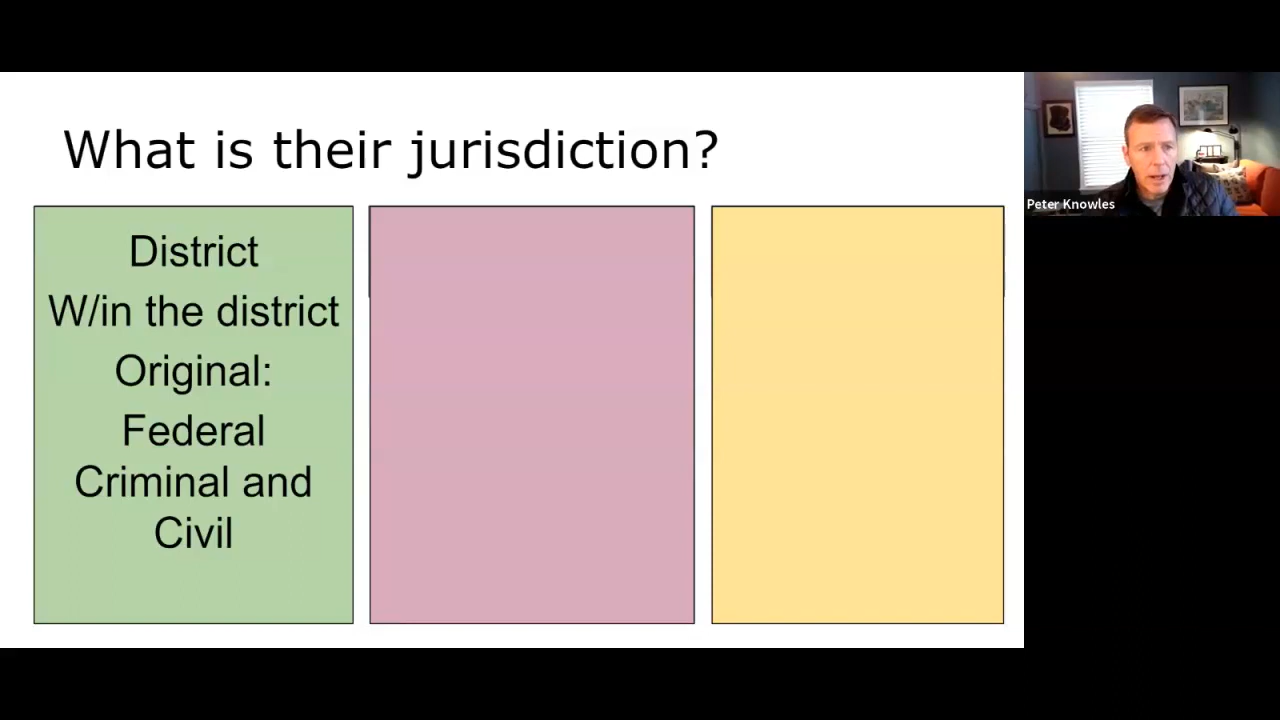 What is their jurisdiction?
District
W/in the district
Original:
Federal
Criminal and
Civil
Peter Knowles